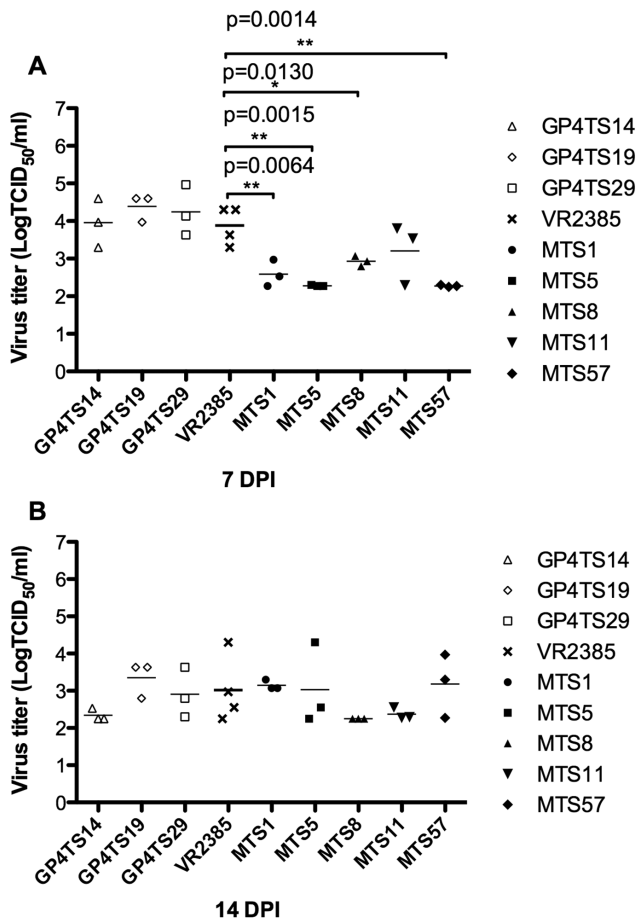 p=0.0014
**
A
p=0.0130
*
p=0.0015
**
p=0.0064
**
Virus titer (LogTCID50/ml)
7
6
5
4
3
2
1
0
GP4TS14
GP4TS19
GP4TS29
VR2385
MTS1
MTS5
MTS8
MTS11
MTS57
7 DPI
GP4TS14
GP4TS19
GP4TS29
VR2385
MTS1
MTS5
MTS8
MTS11
MTS57
B
Virus titer (LogTCID50/ml)
7
6
5
4
3
2
1
0
GP4TS14
GP4TS19
GP4TS29
VR2385
MTS1
MTS5
MTS8
MTS11
MTS57
14 DPI
GP4TS14
GP4TS19
GP4TS29
VR2385
MTS1
MTS5
MTS8
MTS11
MTS57